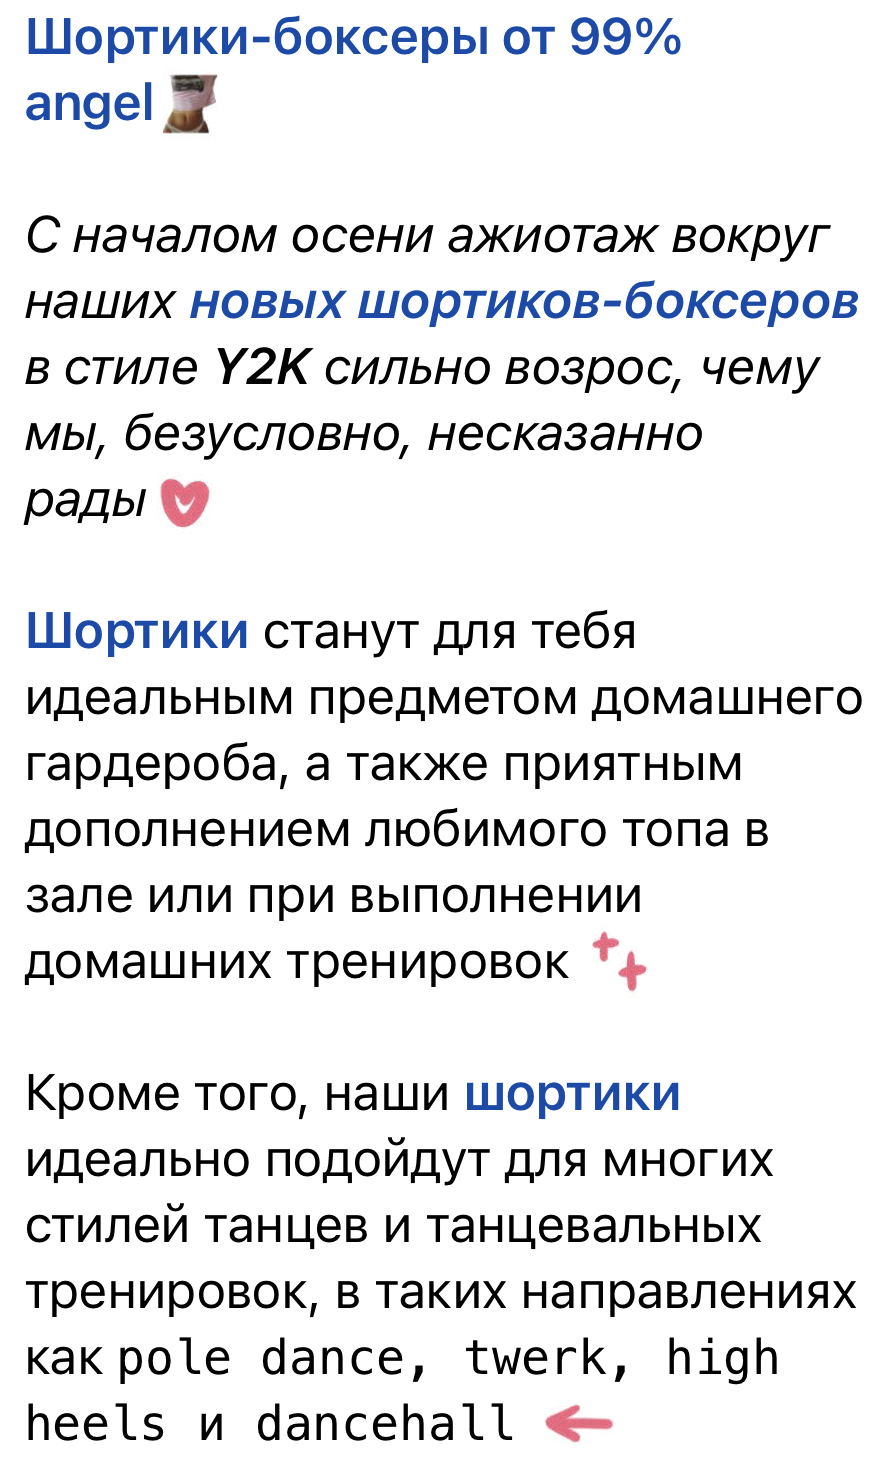 Шортики-боксеры от 99%
angel
С началом осени ажиотаж вокруг
наших новых шортиков-боксеров
в стиле Y2K сильно возрос, чему
мы, безусловно, несказанно
рады
Шортики станут для тебя
идеальным предметом домашнего
гардероба, а также приятным
дополнением любимого топа в
зале или при выполнении
домашних тренировок
Кроме того, наши шортики
идеально подойдут для многих
стилей танцев и танцевальных
тренировок, в таких направлениях
как pole dance, twerk, high
heels и dancehall